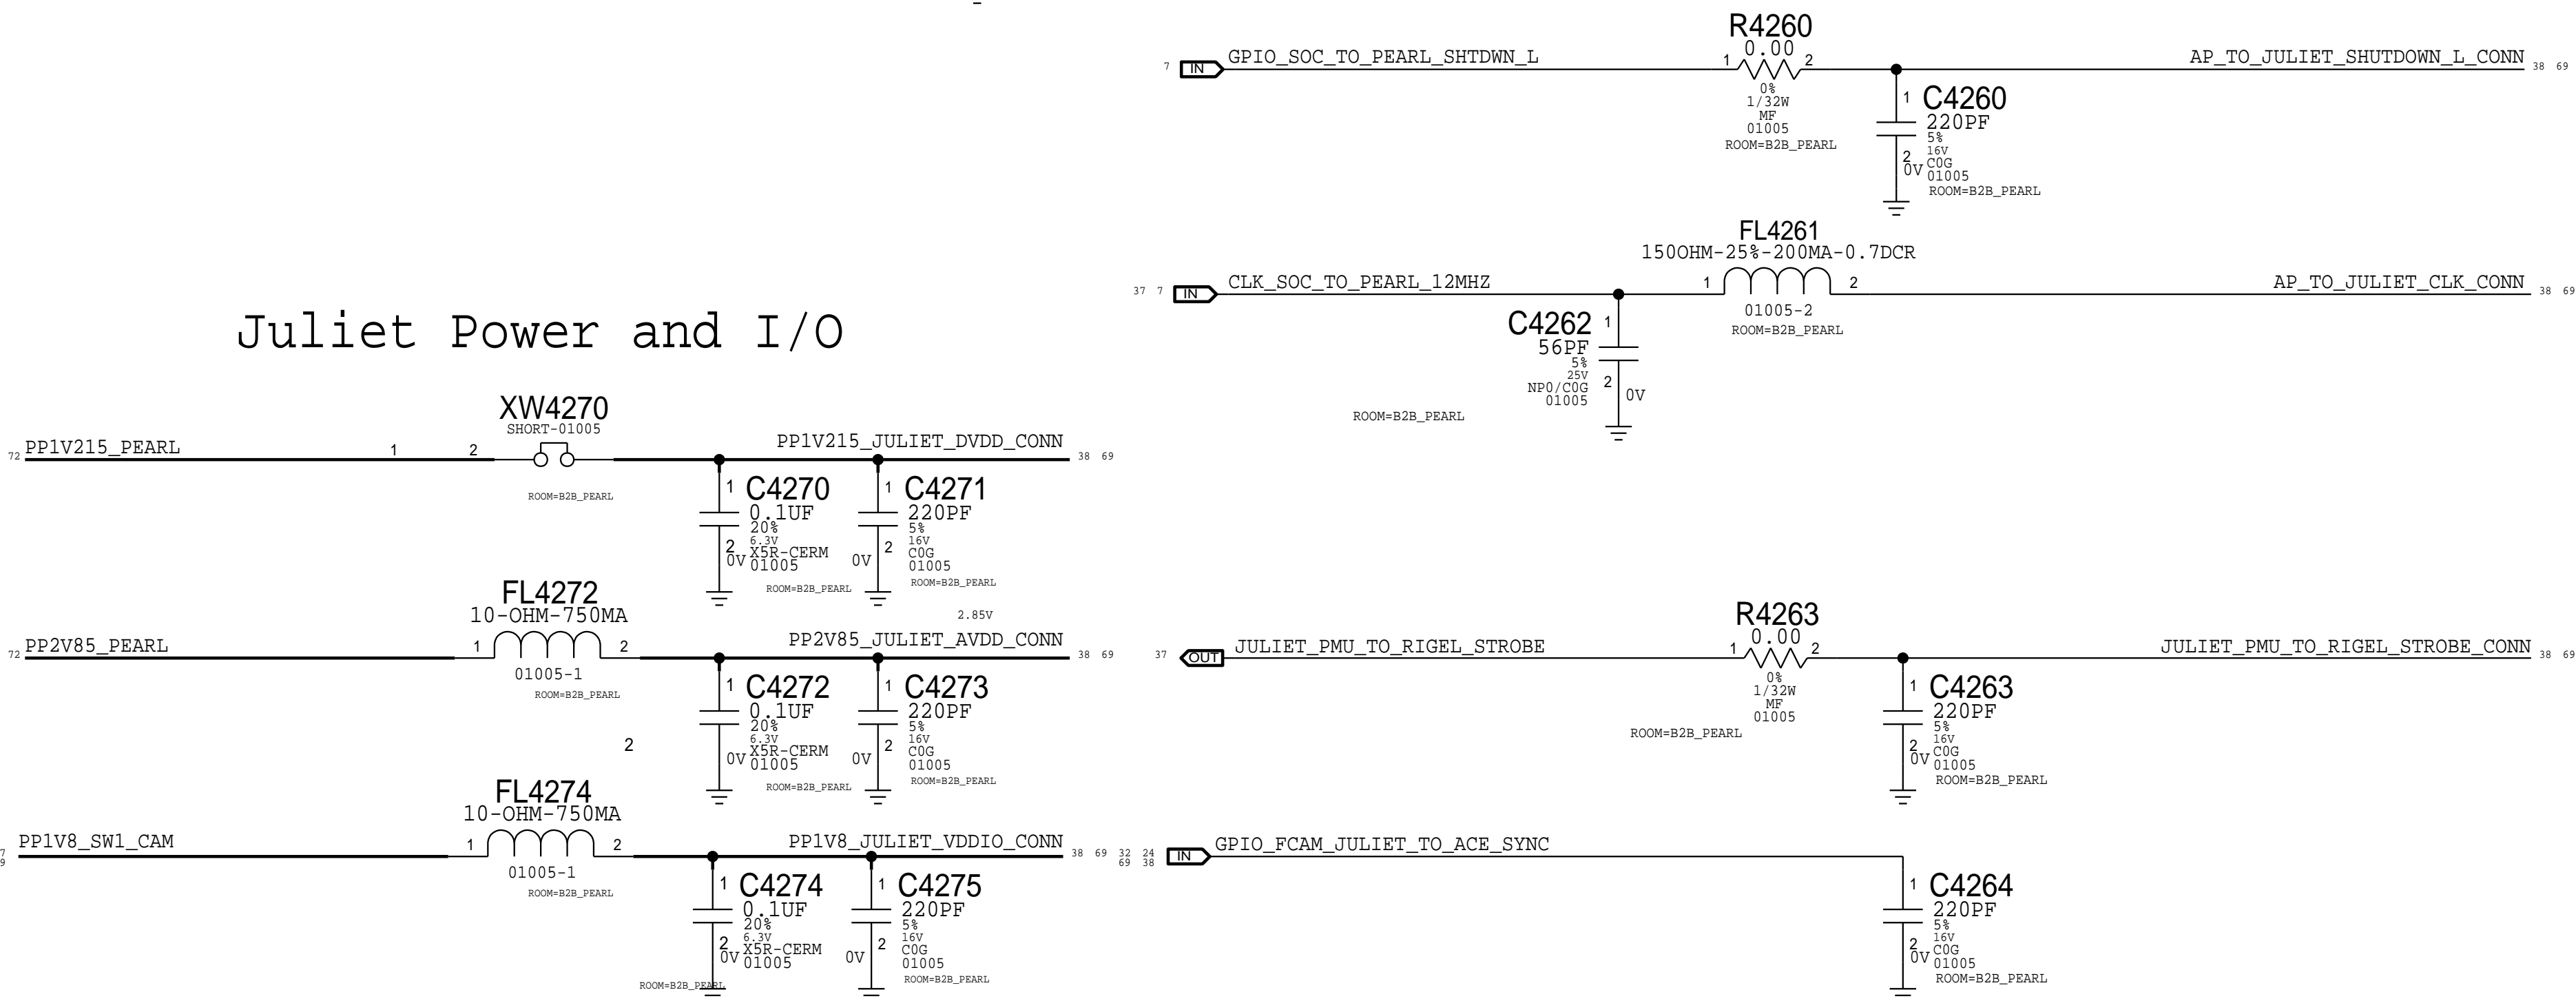 R4260
0.00
7 IN GPIO_SOC_TO_PEARL_SHTDWN_L 1 2 AP_TO_JULIET_SHUTDOWN_L_CONN 38 69
0%
1/32W
MF
01005
ROOM=B2B_PEARL
1 C4260
220PF
5%
16V
2 C0G
0V 01005
ROOM=B2B_PEARL
FL4261
150OHM-25%-200MA-0.7DCR
37 7 IN CLK_SOC_TO_PEARL_12MHZ 1 2 AP_TO_JULIET_CLK_CONN 38 69
01005-2
ROOM=B2B_PEARL
C4262 1
56PF
5%
25V
NP0/C0G 2
01005 0V
ROOM=B2B_PEARL
Juliet Power and I/O
XW4270
SHORT-01005
72 PP1V215_PEARL 1 2 PP1V215_JULIET_DVDD_CONN 38 69
ROOM=B2B_PEARL
1 C4270
0.1UF
20%
6.3V
2 X5R-CERM
0V 01005
ROOM=B2B_PEARL
1 C4271
220PF
5%
16V
2 C0G
0V 01005
ROOM=B2B_PEARL
FL4272
10-OHM-750MA
2.85V
72 PP2V85_PEARL 1 2 PP2V85_JULIET_AVDD_CONN 38 69
01005-1
ROOM=B2B_PEARL
2
1 C4272
0.1UF
20%
6.3V
2 X5R-CERM
0V 01005
ROOM=B2B_PEARL
1 C4273
220PF
5%
16V
2 C0G
0V 01005
ROOM=B2B_PEARL
FL4274
10-OHM-750MA
7 PP1V8_SW1_CAM 1 2 PP1V8_JULIET_VDDIO_CONN 38 69
9
01005-1
ROOM=B2B_PEARL
1 C4274
0.1UF
20%
6.3V
2 X5R-CERM
0V 01005
ROOM=B2B_PEARL
1 C4275
220PF
5%
16V
2 C0G
0V 01005
ROOM=B2B_PEARL
R4263
0.00
37 OUT JULIET_PMU_TO_RIGEL_STROBE 1 2 JULIET_PMU_TO_RIGEL_STROBE_CONN 38 69
0%
1/32W
MF
01005
ROOM=B2B_PEARL
1 C4263
220PF
5%
16V
2 C0G
0V 01005
ROOM=B2B_PEARL
32 24 IN GPIO_FCAM_JULIET_TO_ACE_SYNC
69 38
1 C4264
220PF
5%
16V
2 C0G
0V 01005
ROOM=B2B_PEARL